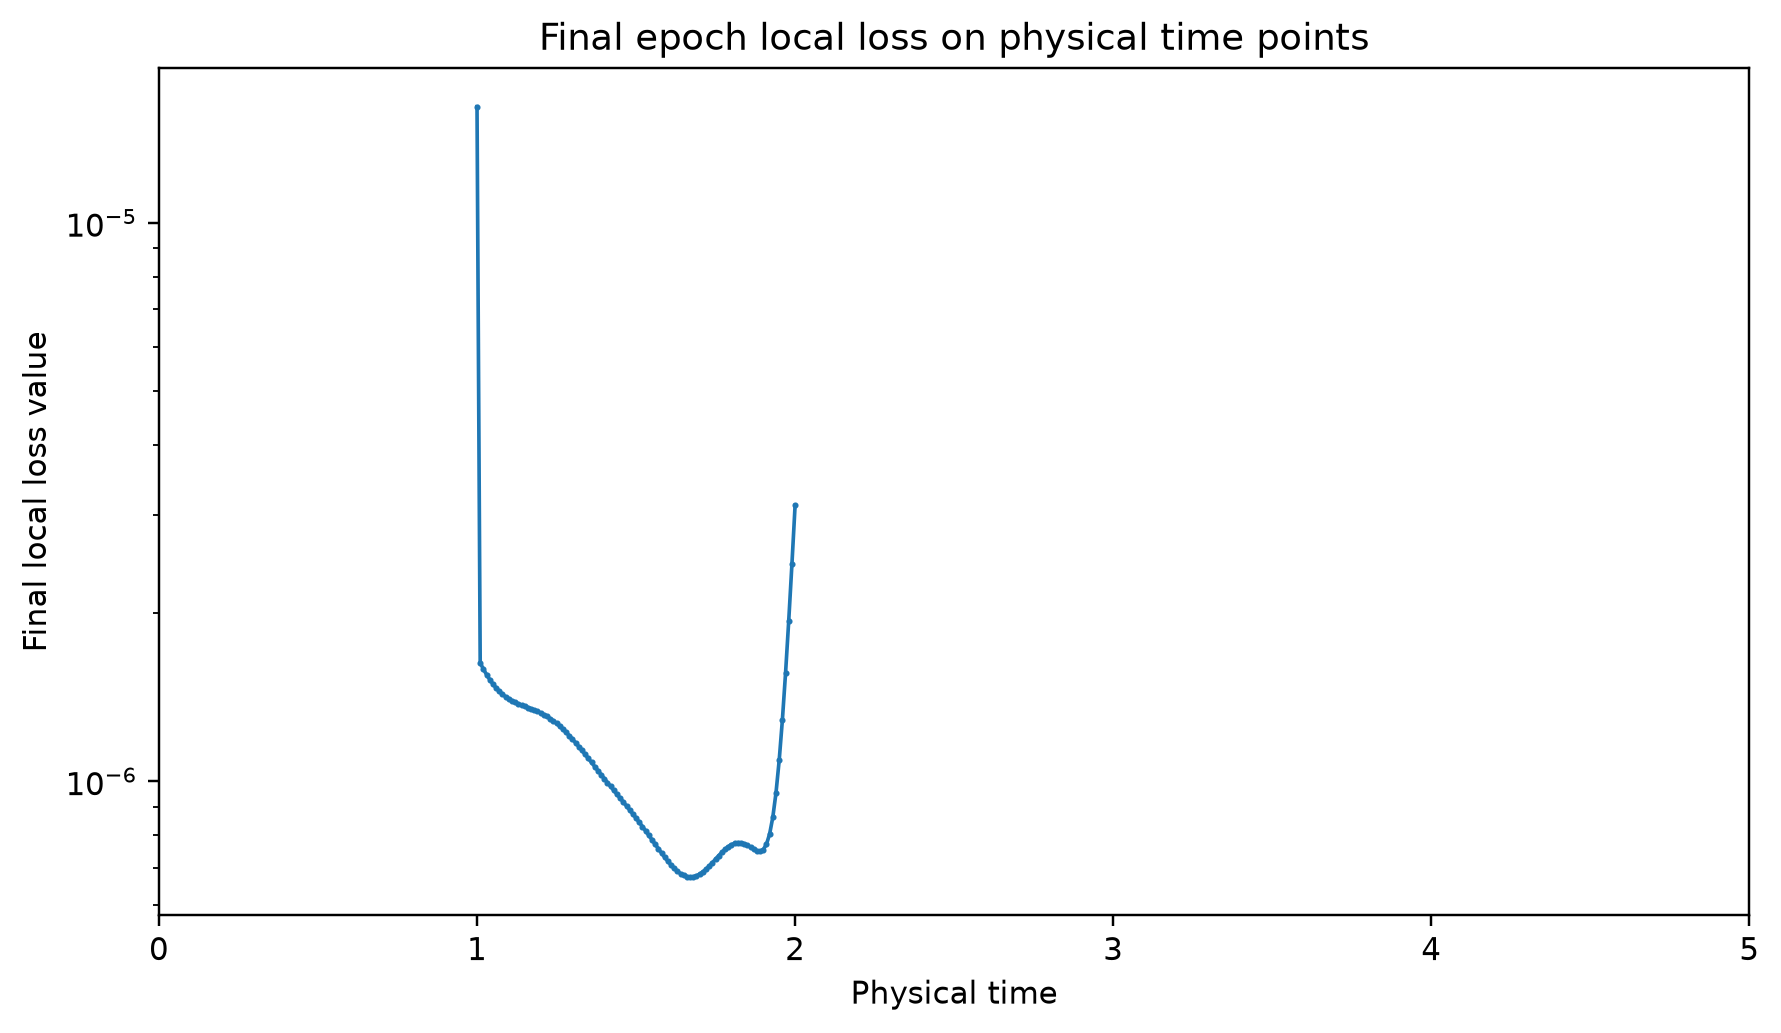 Final epoch local loss on physical time points
Final local loss value
10⁻⁵
10⁻⁶
0 1 2 3 4 5
Physical time